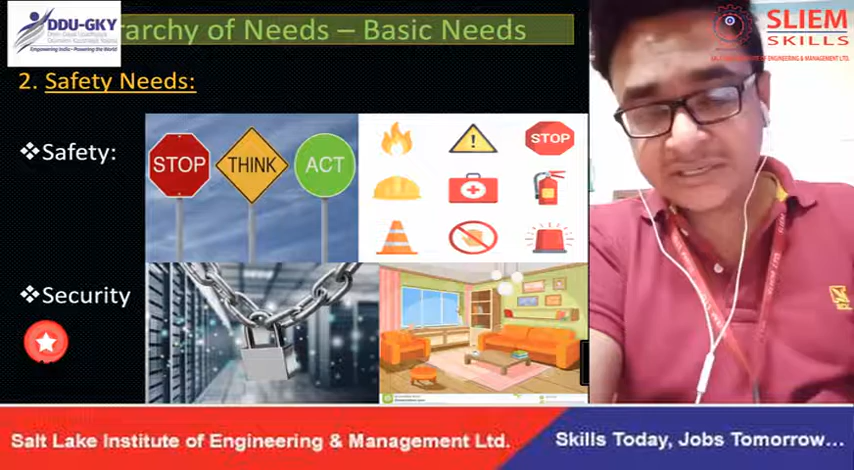 DDU-GKY
Empowering India - Powering the World
rarchy of Needs – Basic Needs
SLIEM
SKILLS
2. Safety Needs:
Safety:
STOP
THINK
ACT
STOP
Security
Salt Lake Institute of Engineering & Management Ltd.
Skills Today, Jobs Tomorrow...